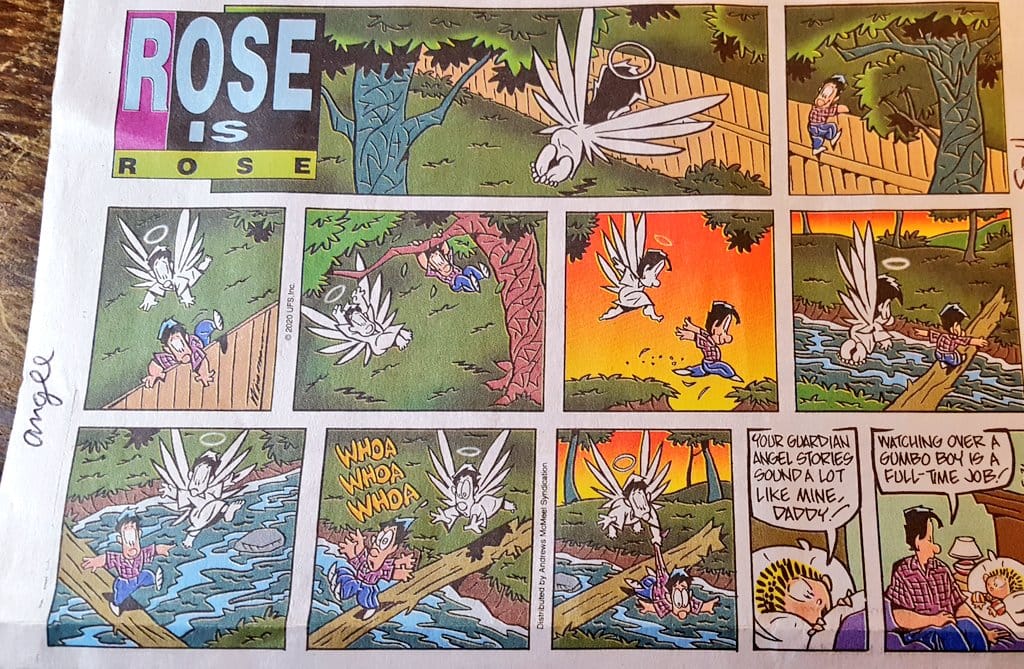 ROSE
IS
ROSE
© 2020 UFS, Inc.
angel
WHOA
WHOA
WHOA
Distributed by Andrews McMeel Syndication
YOUR GUARDIAN
ANGEL STORIES
SOUND A LOT
LIKE MINE,
DADDY!
WATCHING OVER A
GUMBO BOY IS A
FULL-TIME JOB!